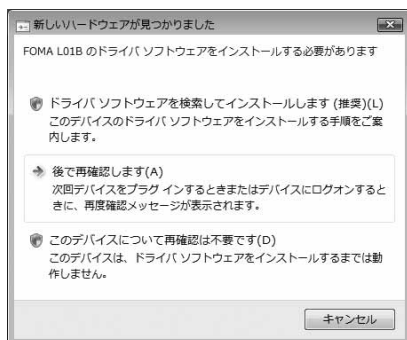 新しいハードウェアが見つかりました
FOMA L01B のドライバ ソフトウェアをインストールする必要があります
ドライバ ソフトウェアを検索してインストールします (推奨)(L)
このデバイスのドライバ ソフトウェアをインストールする手順をご案
内します。
後で再確認します(A)
次回デバイスをプラグ インするときまたはデバイスにログオンすると
きに、再度確認メッセージが表示されます。
このデバイスについて再確認は不要です(D)
このデバイスは、ドライバ ソフトウェアをインストールするまでは動
作しません。
キャンセル